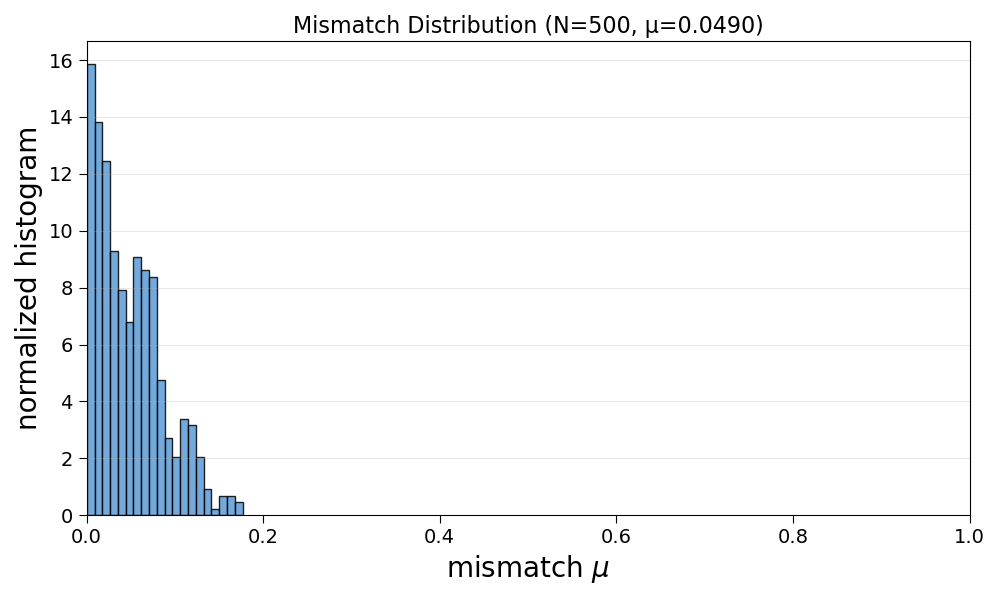 Mismatch Distribution (N=500, μ=0.0490)
normalized histogram
16
14
12
10
8
6
4
2
0
0.0 0.2 0.4 0.6 0.8 1.0
mismatch μ